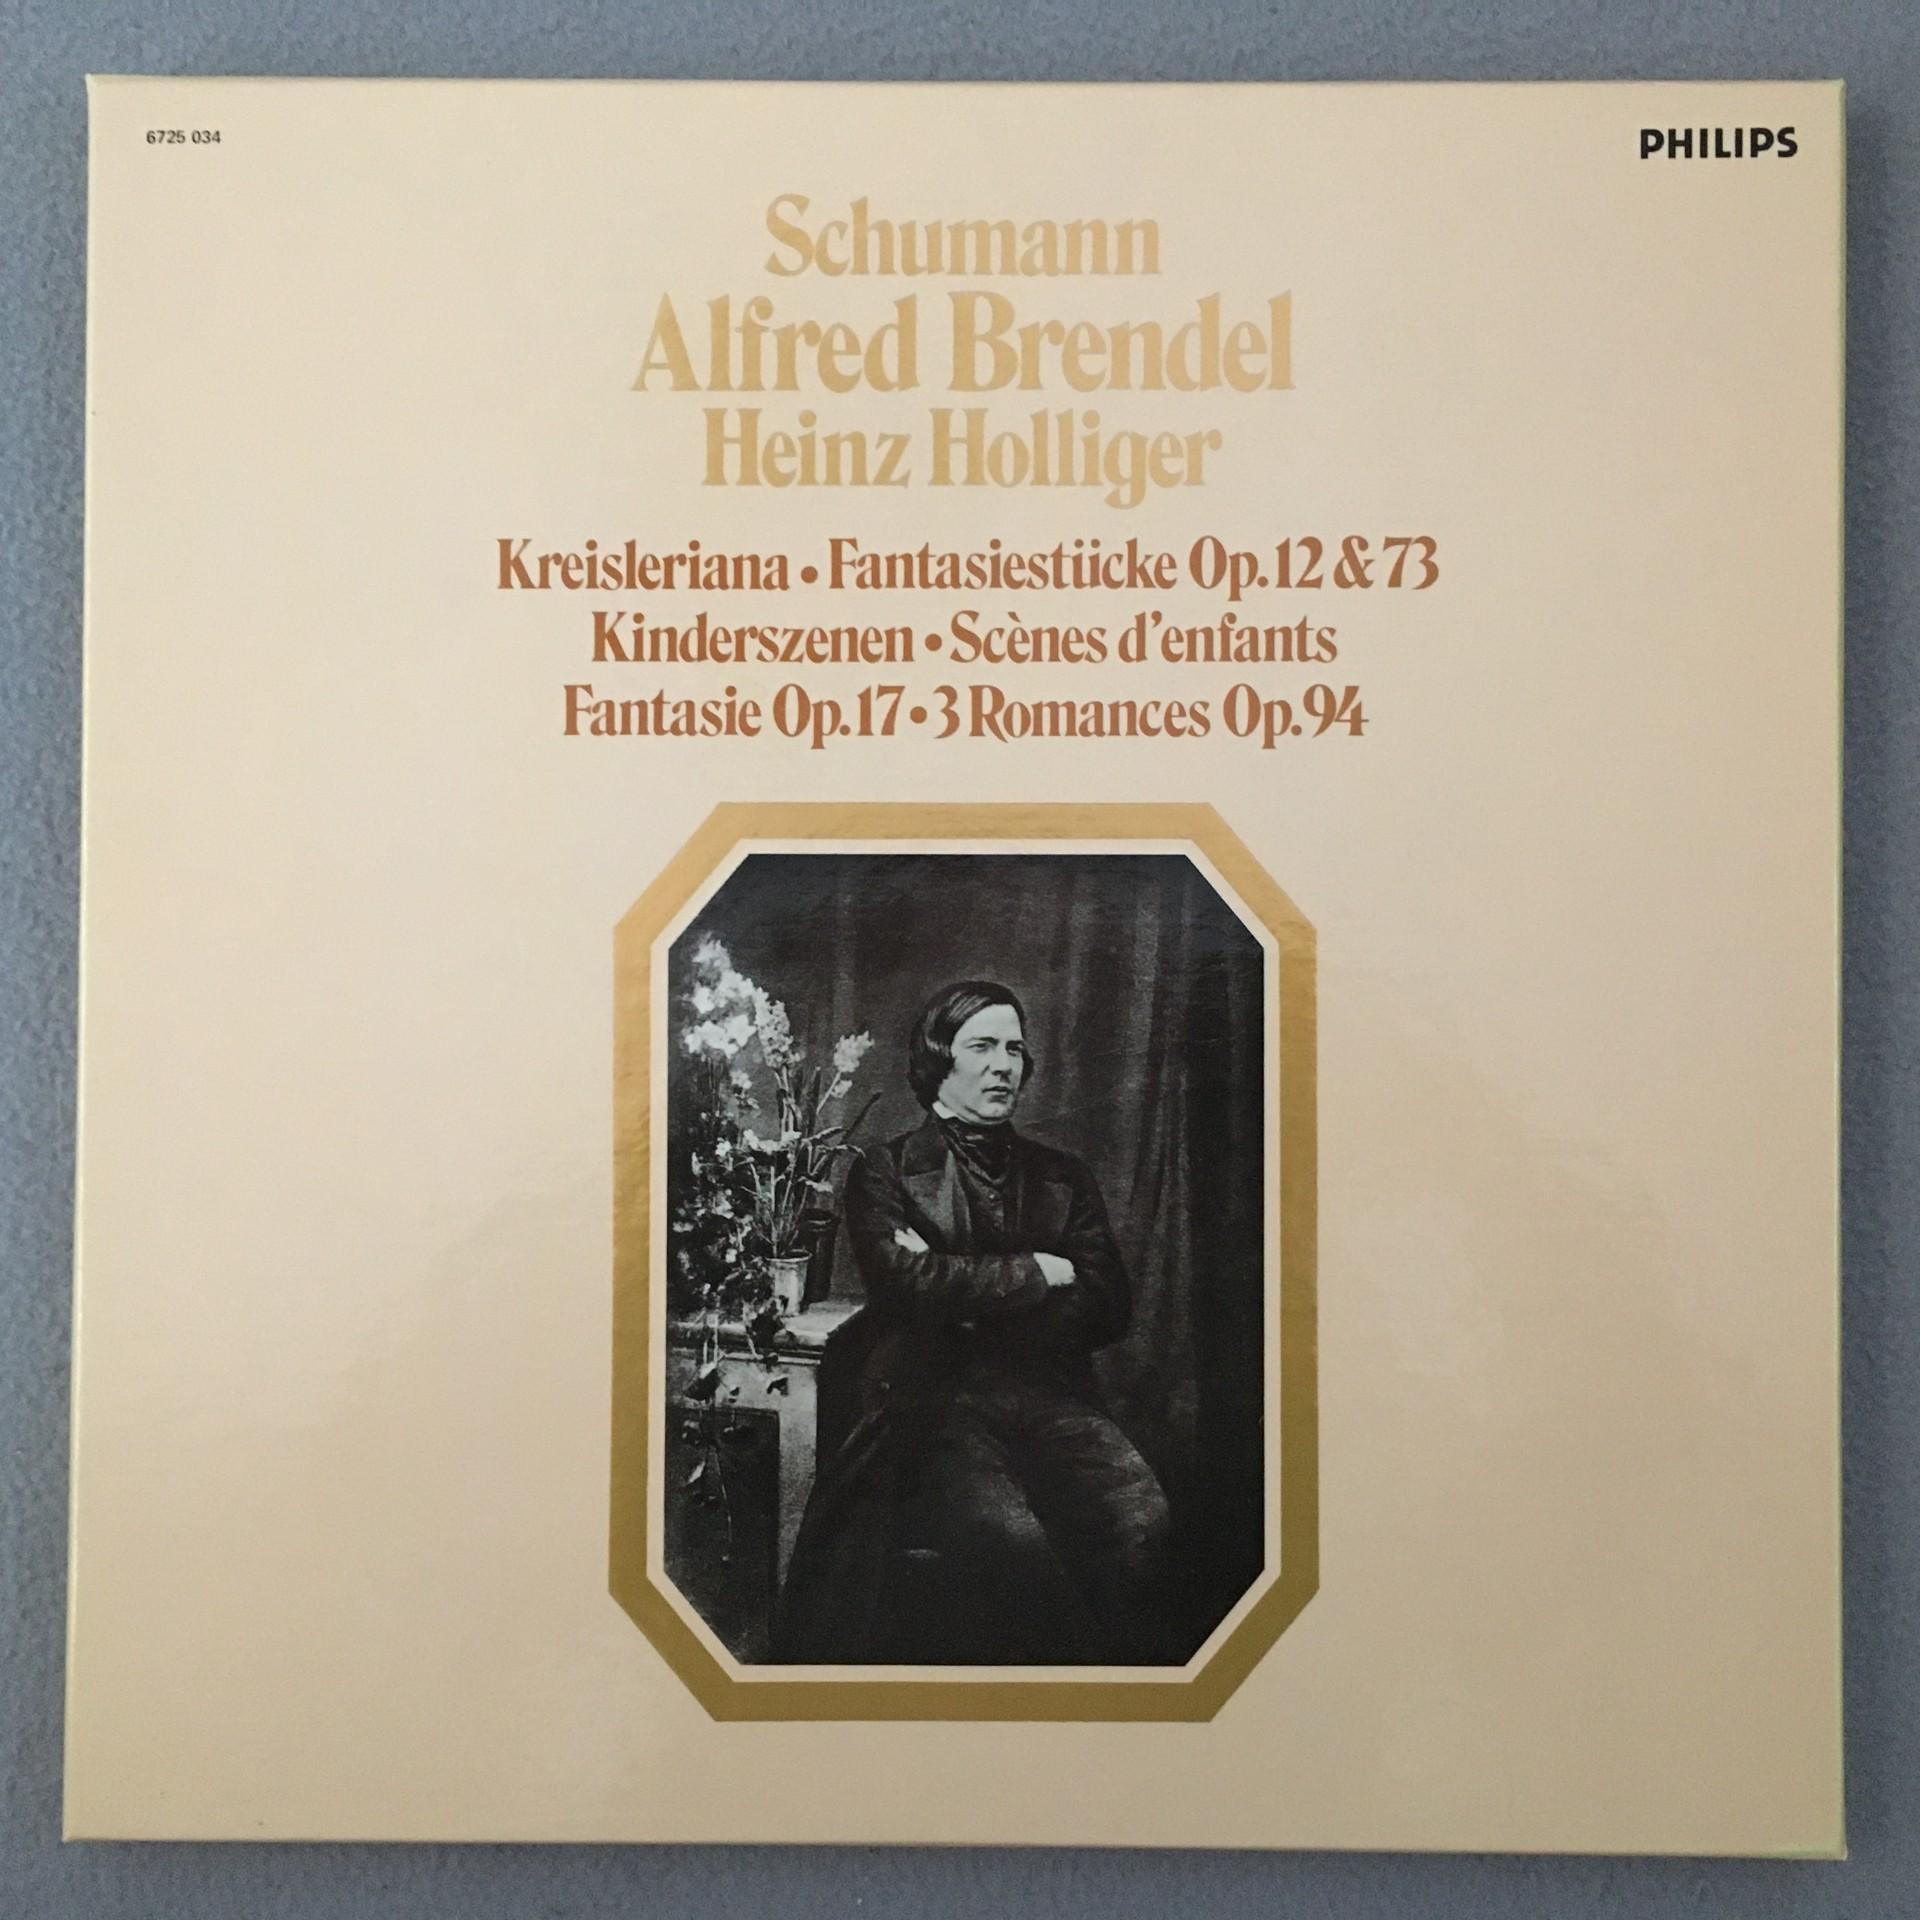 6725 034
PHILIPS
Schumann
Alfred Brendel
Heinz Holliger
Kreisleriana • Fantasiestücke Op.12 & 73
Kinderszenen • Scènes d'enfants
Fantasie Op.17 • 3 Romances Op.94